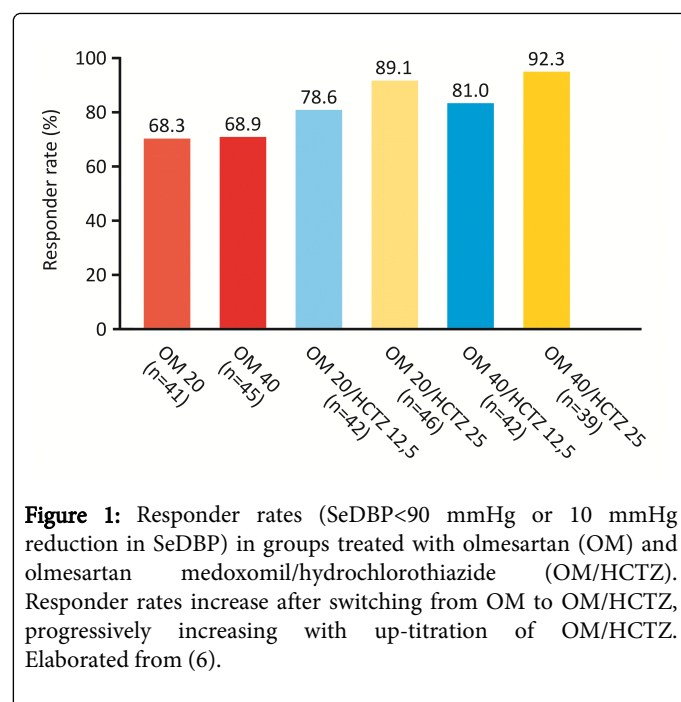 100
80
60
40
20
0
Responder rate (%)
68.3
68.9
78.6
89.1
81.0
92.3
OM 20
(n=41)
OM 40
(n=45)
OM 20/HCTZ 12,5
(n=42)
OM 20/HCTZ 25
(n=46)
OM 40/HCTZ 12,5
(n=42)
OM 40/HCTZ 25
(n=39)
Figure 1: Responder rates (SeDBP<90 mmHg or 10 mmHg
reduction in SeDBP) in groups treated with olmesartan (OM) and
olmesartan medoxomil/hydrochlorothiazide (OM/HCTZ).
Responder rates increase after switching from OM to OM/HCTZ,
progressively increasing with up-titration of OM/HCTZ.
Elaborated from (6).